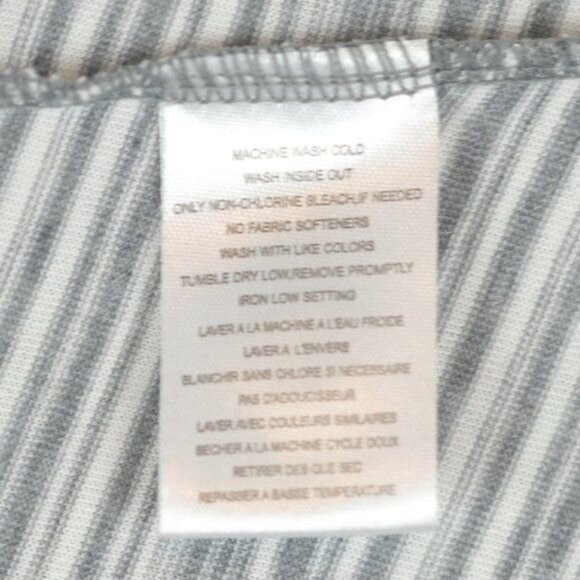 MACHINE WASH COLD
WASH INSIDE OUT
ONLY NON-CHLORINE BLEACH,IF NEEDED
NO FABRIC SOFTENERS
WASH WITH LIKE COLORS
TUMBLE DRY LOW,REMOVE PROMPTLY
IRON LOW SETTING
LAVER A LA MACHINE A L'EAU FROIDE
LAVER A L'ENVERS
BLANCHIR SANS CHLORE SI NECESSAIRE
PAS D'ADOUCISSEUR
LAVER AVEC COULEURS SIMILAIRES
SECHER A LA MACHINE CYCLE DOUX
RETIRER DES QUE SEC
REPASSER A BASSE TEMPERATURE